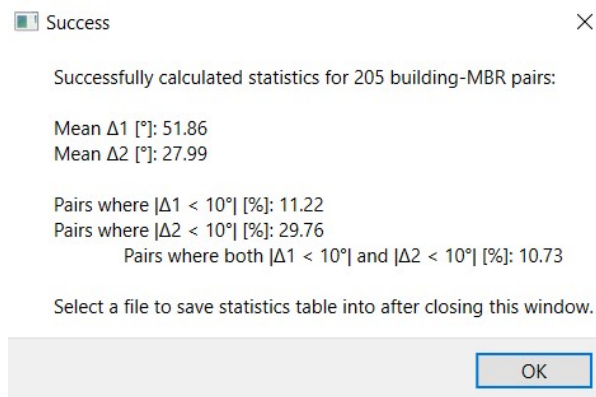 Success
Successfully calculated statistics for 205 building-MBR pairs:
Mean Δ1 [°]: 51.86
Mean Δ2 [°]: 27.99
Pairs where |Δ1 < 10°| [%]: 11.22
Pairs where |Δ2 < 10°| [%]: 29.76
Pairs where both |Δ1 < 10°| and |Δ2 < 10°| [%]: 10.73
Select a file to save statistics table into after closing this window.
OK